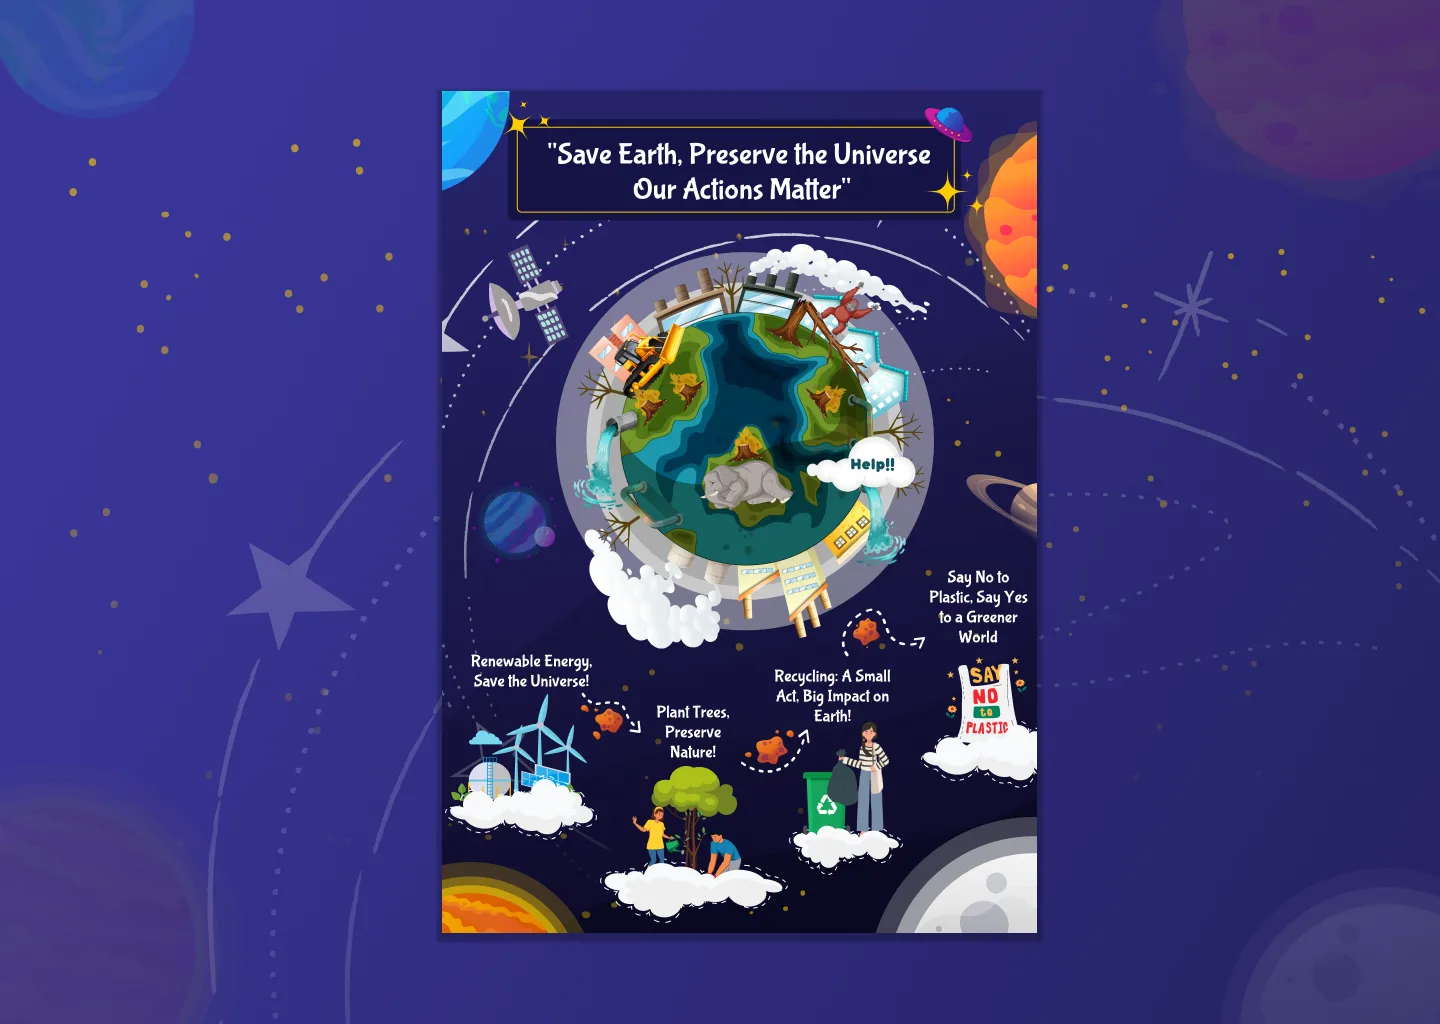 "Save Earth, Preserve the Universe
Our Actions Matter"
Help!!
Say No to
Plastic, Say Yes
to a Greener
World
Renewable Energy,
Save the Universe!
Recycling: A Small
Act, Big Impact on
Earth!
Plant Trees,
Preserve
Nature!
SAY
NO
to
PLASTIC